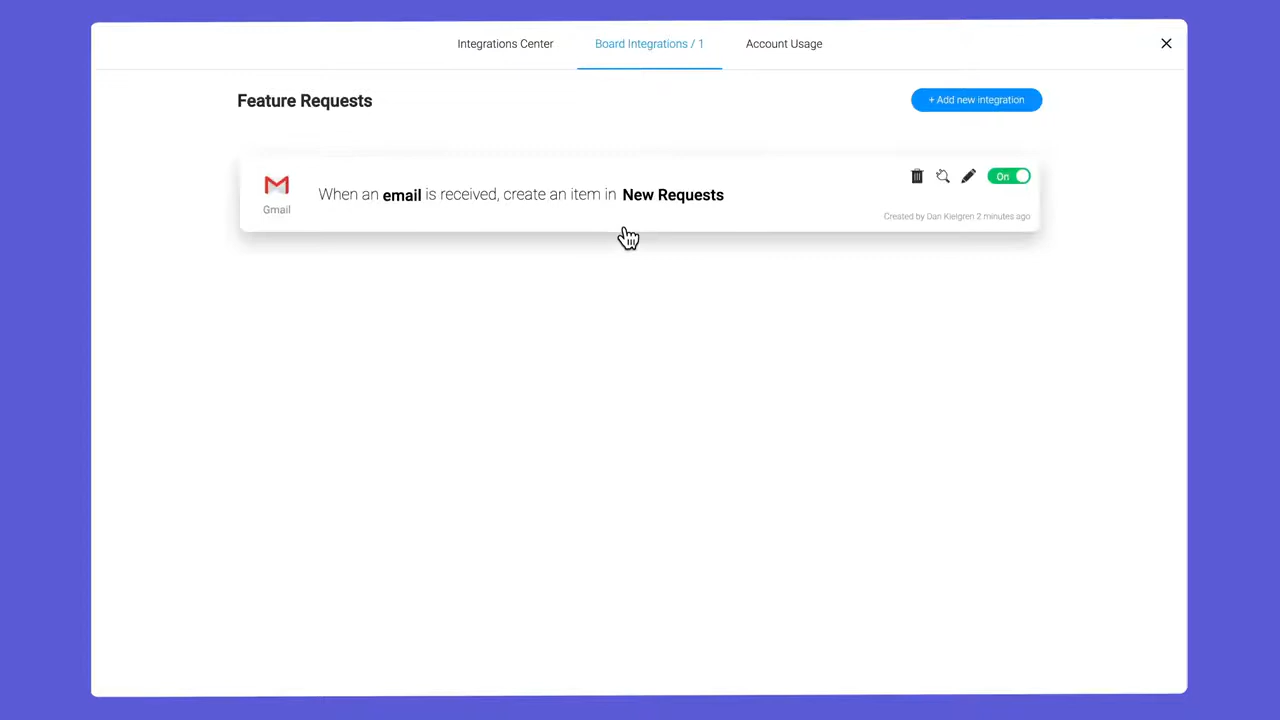 Integrations Center Board Integrations / 1 Account Usage
Feature Requests
+ Add new integration
When an email is received, create an item in New Requests
On
Gmail
Created by Dan Kielgren 2 minutes ago